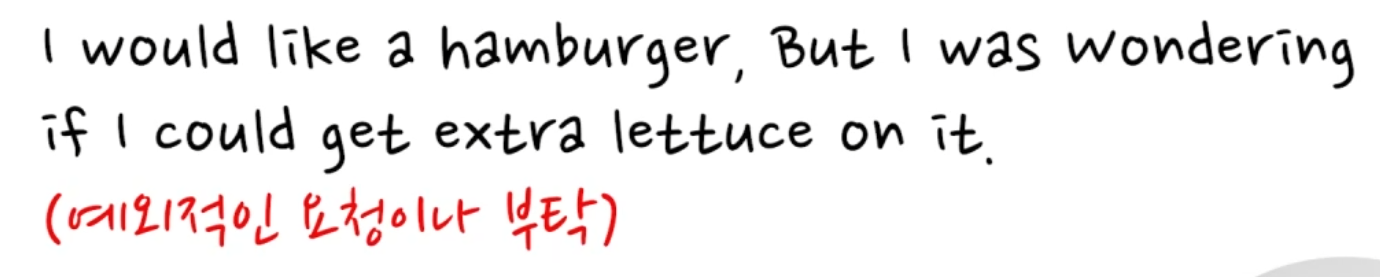 I would like a hamburger, But I was wondering
if I could get extra lettuce on it.
(예외적인 요청이나 부탁)